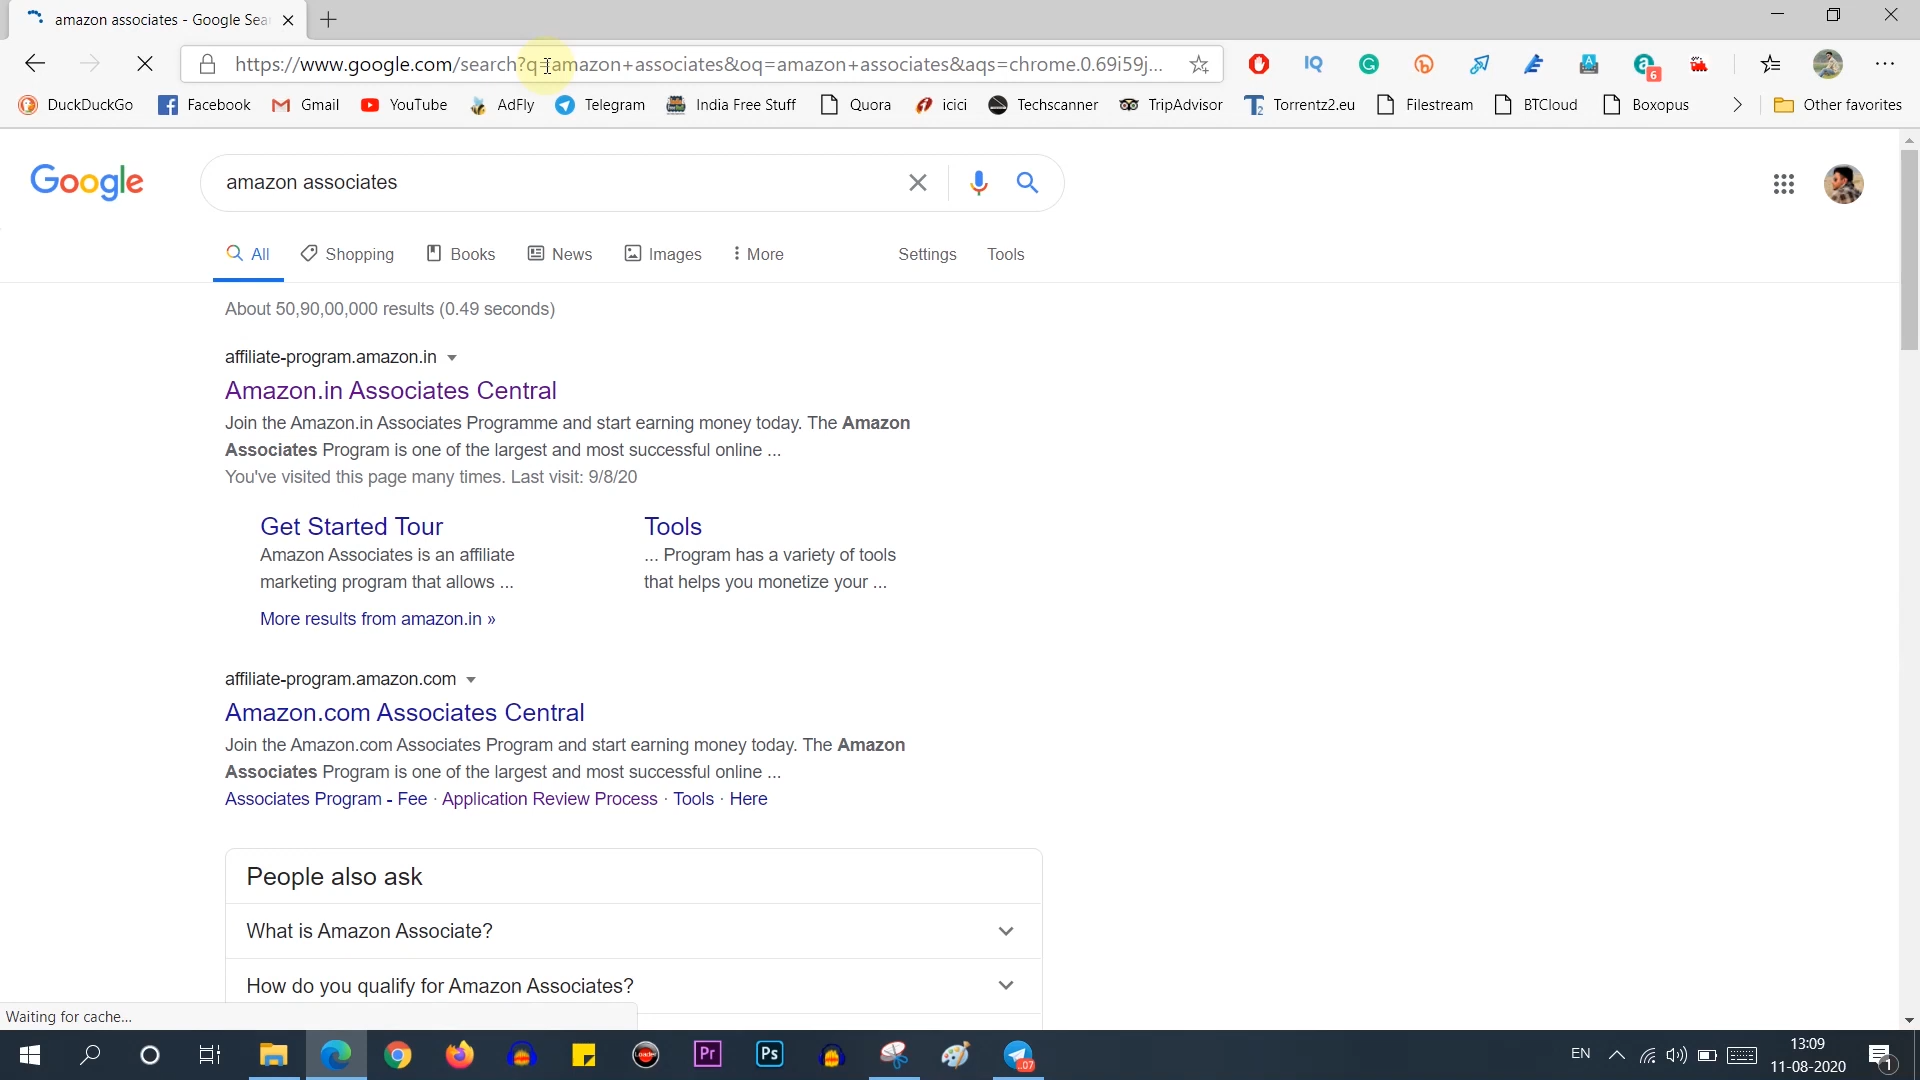 amazon associates - Google Sea
https://www.google.com/search?q=amazon+associates&oq=amazon+associates&aqs=chrome.0.69i59j...
6
DuckDuckGo Facebook Gmail YouTube AdFly Telegram India Free Stuff Quora icici Techscanner TripAdvisor Torrentz2.eu Filestream BTCloud Boxopus Other favorites
Google
amazon associates
All Shopping Books News Images More Settings Tools
About 50,90,00,000 results (0.49 seconds)
affiliate-program.amazon.in
Amazon.in Associates Central
Join the Amazon.in Associates Programme and start earning money today. The Amazon
Associates Program is one of the largest and most successful online ...
You've visited this page many times. Last visit: 9/8/20
Get Started Tour
Amazon Associates is an affiliate
marketing program that allows ...
Tools
... Program has a variety of tools
that helps you monetize your ...
More results from amazon.in »
affiliate-program.amazon.com
Amazon.com Associates Central
Join the Amazon.com Associates Program and start earning money today. The Amazon
Associates Program is one of the largest and most successful online ...
Associates Program - Fee · Application Review Process · Tools · Here
People also ask
What is Amazon Associate?
How do you qualify for Amazon Associates?
Waiting for cache...
Loader Pr Ps .07 EN 13:09
11-08-2020
1